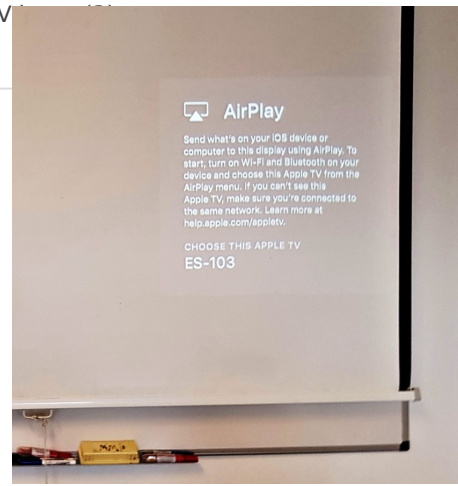 AirPlay
Send what's on your iOS device or
computer to this display using AirPlay. To
start, turn on Wi-Fi and Bluetooth on your
device and choose this Apple TV from the
AirPlay menu. If you can't see this
Apple TV, make sure you're connected to
the same network. Learn more at
help.apple.com/appletv.
CHOOSE THIS APPLE TV
ES-103